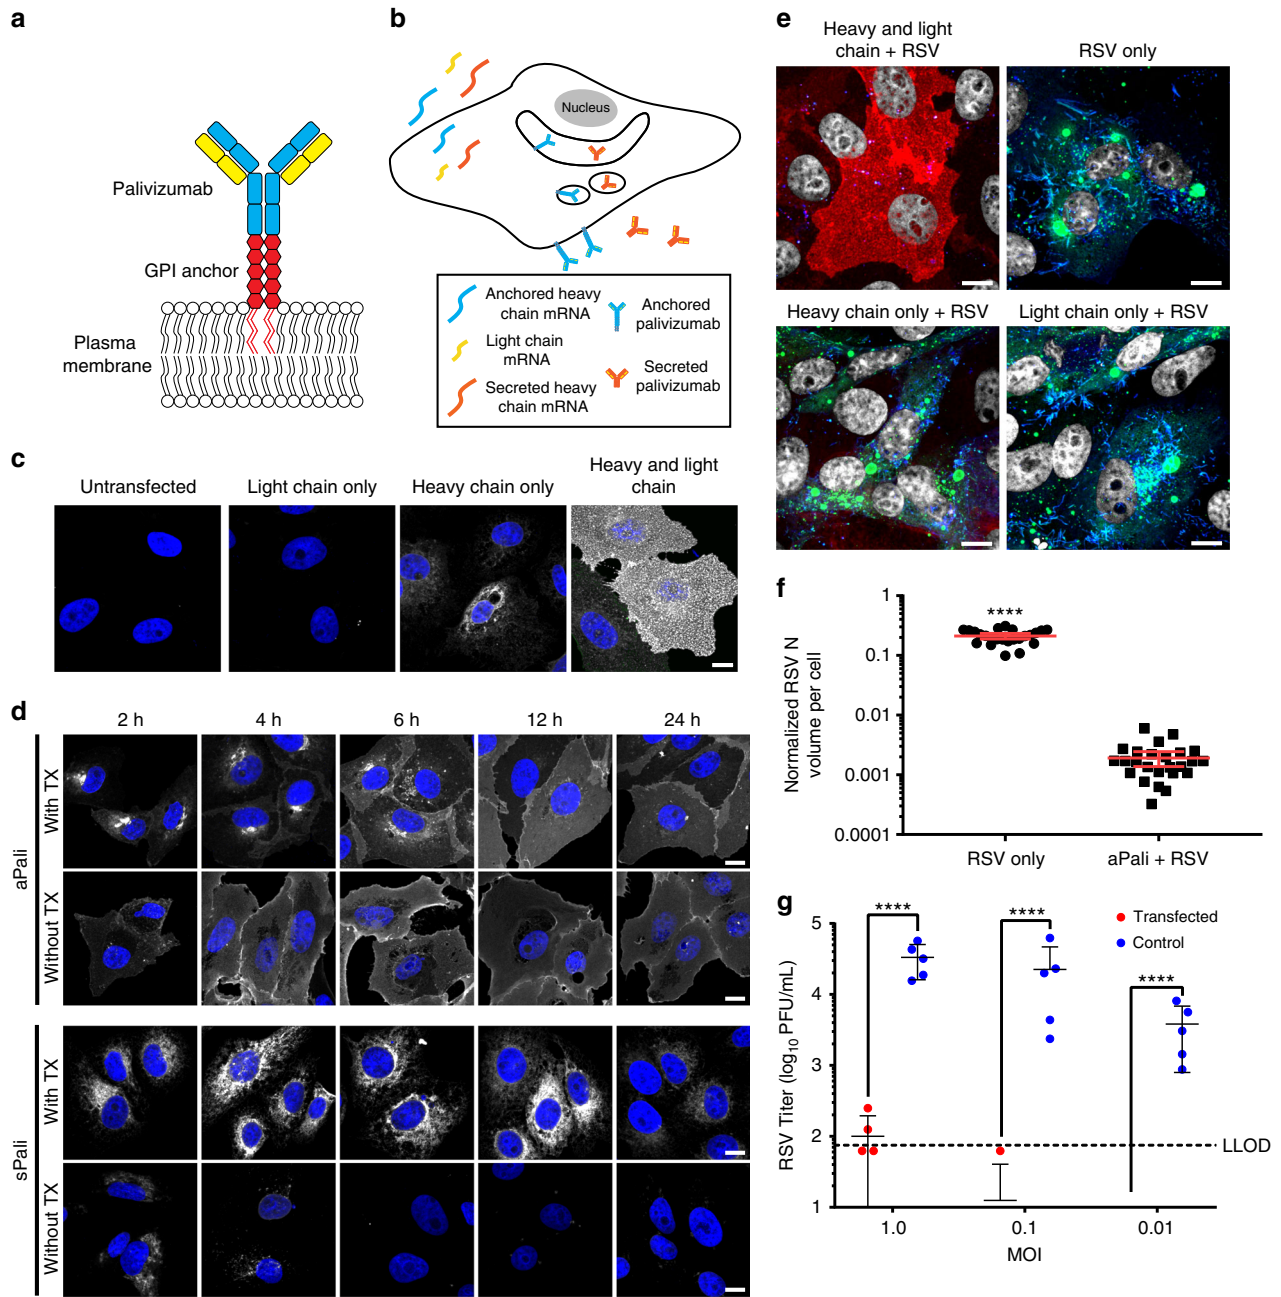 a
Palivizumab
GPI anchor
Plasma
membrane
b
Nucleus
Anchored heavy
chain mRNA
Light chain
mRNA
Secreted heavy
chain mRNA
Anchored
palivizumab
Secreted
palivizumab
c
Untransfected
Light chain only
Heavy chain only
Heavy and light
chain
d
2 h
4 h
6 h
12 h
24 h
aPali
With TX
Without TX
sPali
With TX
Without TX
e
Heavy and light
chain + RSV
RSV only
Heavy chain only + RSV
Light chain only + RSV
f
Normalized RSV N
volume per cell
1
0.1
0.01
0.001
0.0001
****
RSV only
aPali + RSV
g
RSV Titer (log₁₀ PFU/mL)
5
4
3
2
1
****
****
****
Transfected
Control
LLOD
1.0
0.1
0.01
MOI